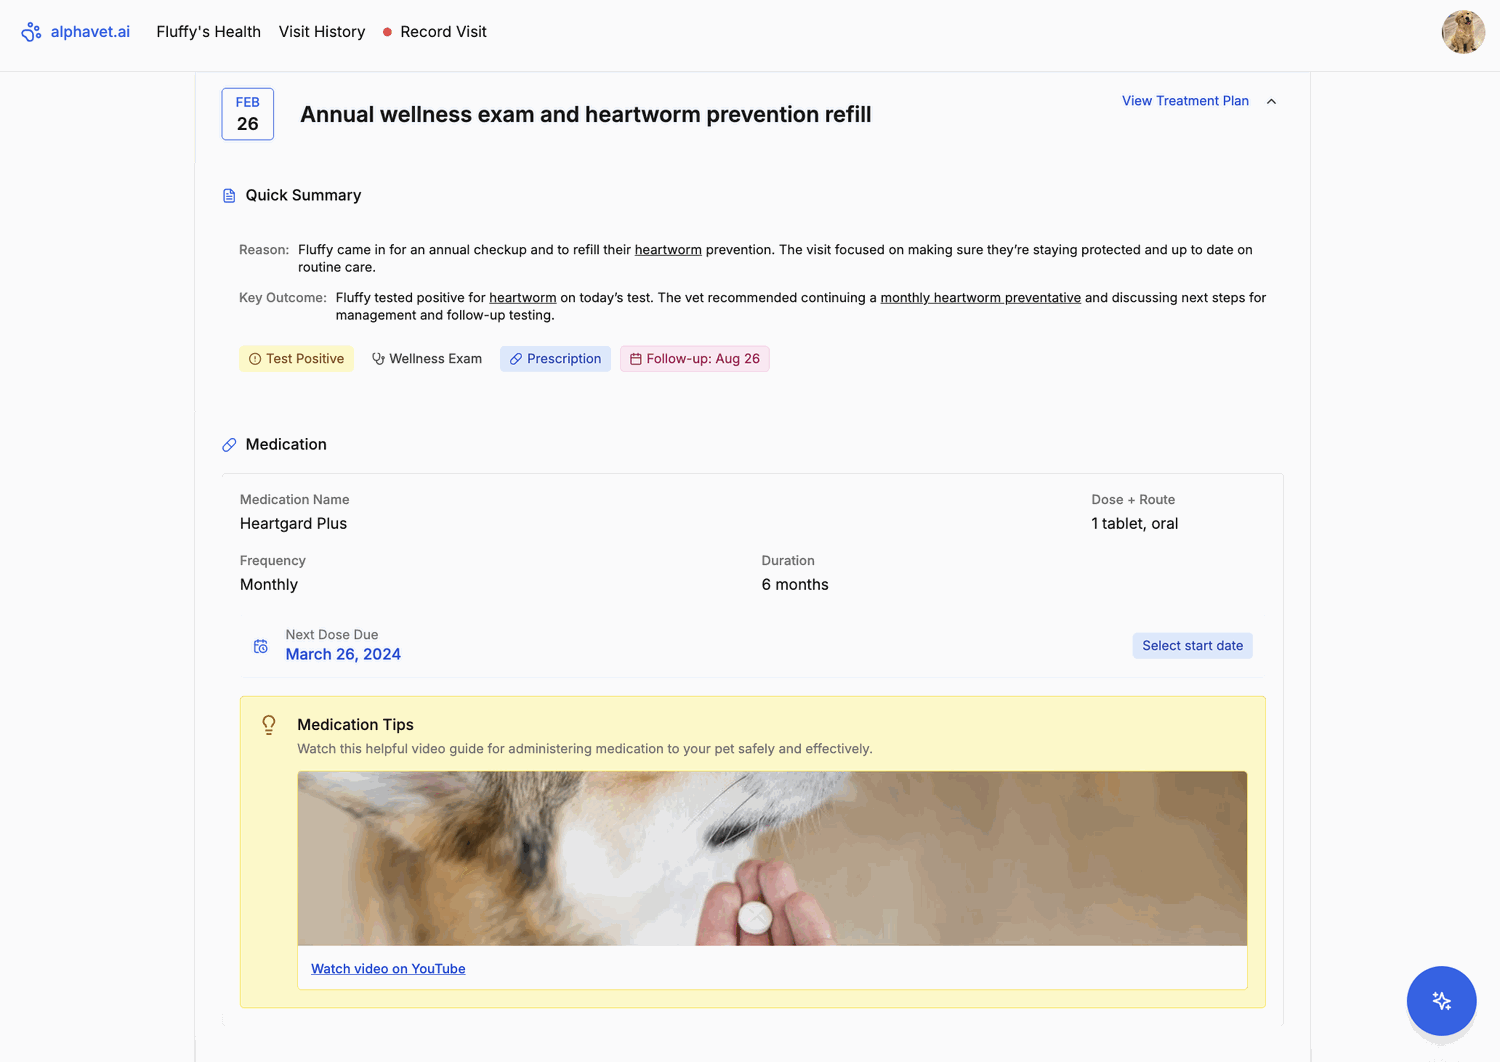 alphavet.ai Fluffy's Health Visit History Record Visit
FEB
26
Annual wellness exam and heartworm prevention refill
View Treatment Plan
Quick Summary
Reason: Fluffy came in for an annual checkup and to refill their heartworm prevention. The visit focused on making sure they’re staying protected and up to date on
routine care.
Key Outcome: Fluffy tested positive for heartworm on today’s test. The vet recommended continuing a monthly heartworm preventative and discussing next steps for
management and follow-up testing.
Test Positive Wellness Exam Prescription Follow-up: Aug 26
Medication
Medication Name Dose + Route
Heartgard Plus 1 tablet, oral
Frequency Duration
Monthly 6 months
Next Dose Due
March 26, 2024
Select start date
Medication Tips
Watch this helpful video guide for administering medication to your pet safely and effectively.
Watch video on YouTube